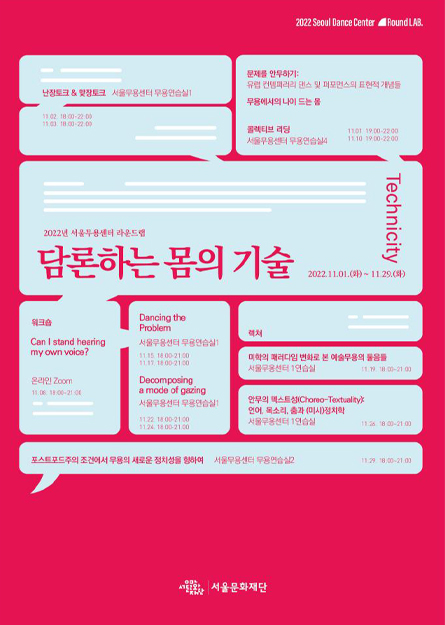 2022 Seoul Dance Center Round LAB.
난장토크 & 맞장토크 서울무용센터 무용연습실1
11.02. 18:00-22:00
11.03. 18:00-22:00
문제를 안무하기:
유럽 컨템퍼러리 댄스 및 퍼포먼스의 표현적 개념들
무용에서의 나이 드는 몸
콜렉티브 리딩
서울무용센터 무용연습실4
11.01 19:00-22:00
11.10 19:00-22:00
Technicity
2022년 서울무용센터 라운드랩
담론하는 몸의 기술
2022.11.01.(화) ~ 11.29.(화)
워크숍
Can I stand hearing
my own voice?
온라인 Zoom
11.08. 18:00-21:00
Dancing the
Problem
서울무용센터 무용연습실1
11.15. 18:00-21:00
11.17. 18:00-21:00
Decomposing
a mode of gazing
서울무용센터 무용연습실1
11.22. 18:00-21:00
11.24. 18:00-21:00
렉쳐
미학의 패러다임 변화로 본 예술무용의 물음들
서울무용센터 1연습실 11.19. 18:00-21:00
안무의 텍스트성(Choreo-Textuality):
언어, 목소리, 춤과 (미시)정치학
서울무용센터 1연습실 11.26. 18:00-21:00
포스트포드주의 조건에서 무용의 새로운 정치성을 향하여 서울무용센터 무용연습실2 11.29. 18:00-21:00
서울문화재단